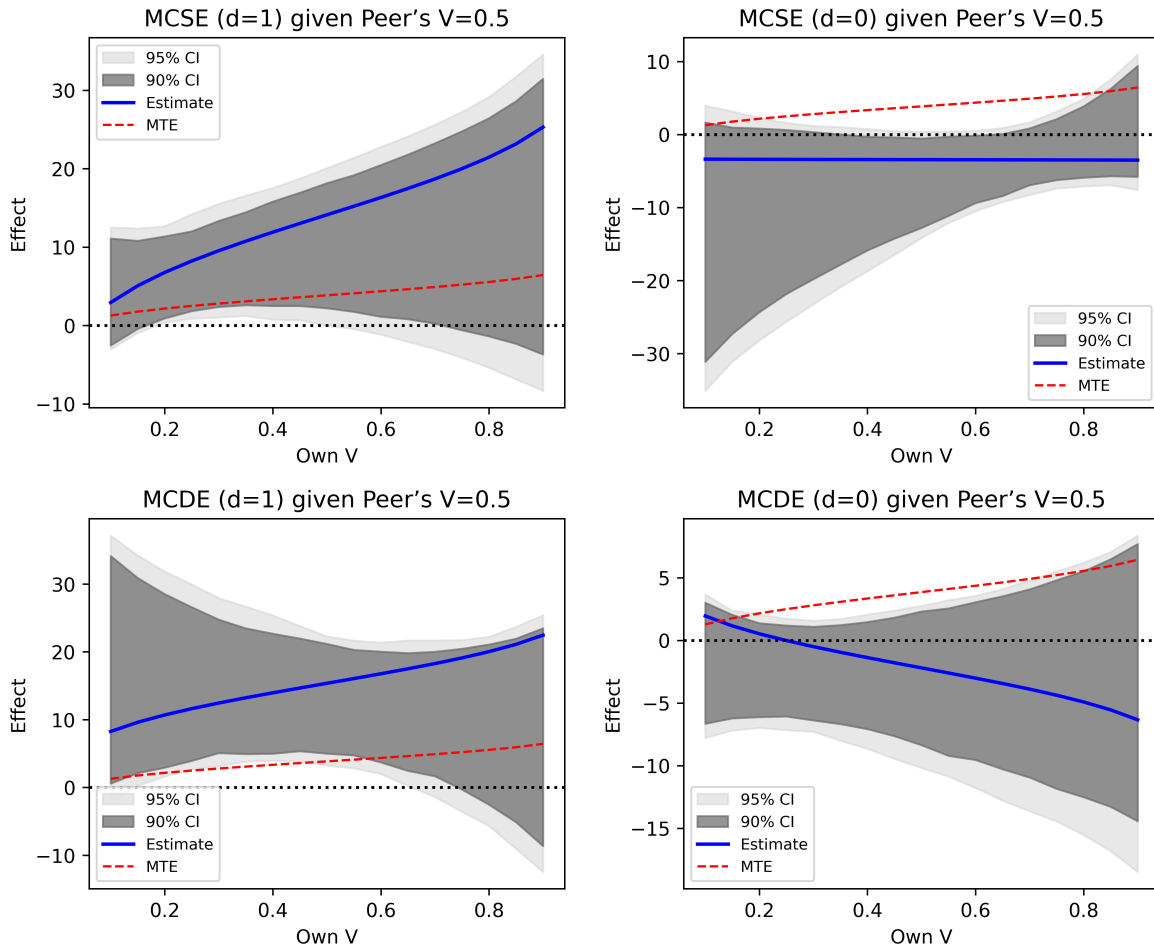 MCSE (d=1) given Peer’s V=0.5
95% CI
90% CI
Estimate
MTE
30
20
10
0
−10
Effect
0.2
0.4
0.6
0.8
Own V
MCSE (d=0) given Peer’s V=0.5
10
0
−10
−20
−30
Effect
95% CI
90% CI
Estimate
MTE
0.2
0.4
0.6
0.8
Own V
MCDE (d=1) given Peer’s V=0.5
30
20
10
0
−10
Effect
95% CI
90% CI
Estimate
MTE
0.2
0.4
0.6
0.8
Own V
MCDE (d=0) given Peer’s V=0.5
5
0
−5
−10
−15
Effect
95% CI
90% CI
Estimate
MTE
0.2
0.4
0.6
0.8
Own V